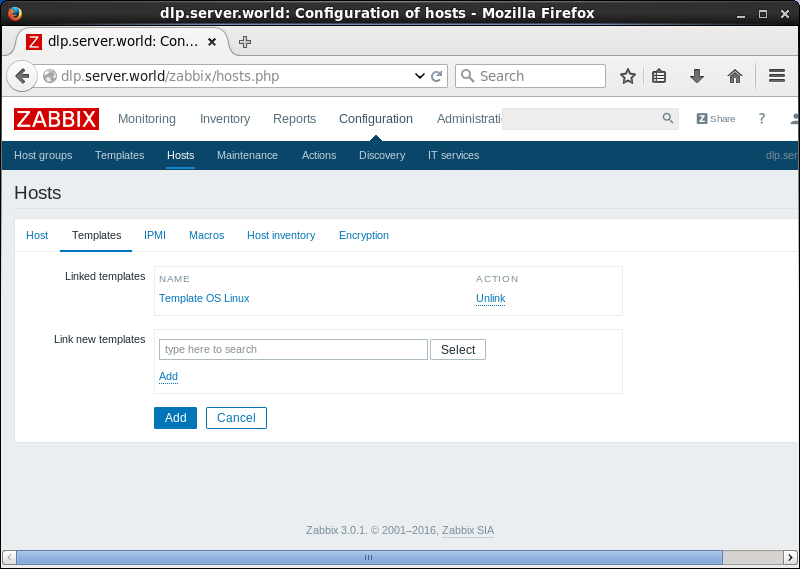 dlp.server.world: Configuration of hosts - Mozilla Firefox
Z dlp.server.world: Con...
dlp.server.world/zabbix/hosts.php
Search
ZABBIX Monitoring Inventory Reports Configuration Administrati Z Share ?
Host groups Templates Hosts Maintenance Actions Discovery IT services dlp.ser
Hosts
Host Templates IPMI Macros Host inventory Encryption
Linked templates NAME ACTION
Template OS Linux Unlink
Link new templates
type here to search Select
Add
Add Cancel
Zabbix 3.0.1. © 2001–2016, Zabbix SIA